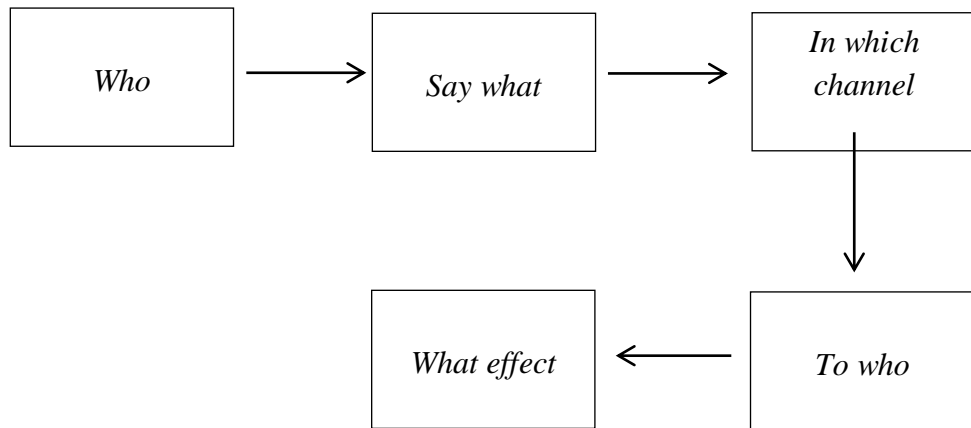 Who
Say what
In which
channel
To who
What effect